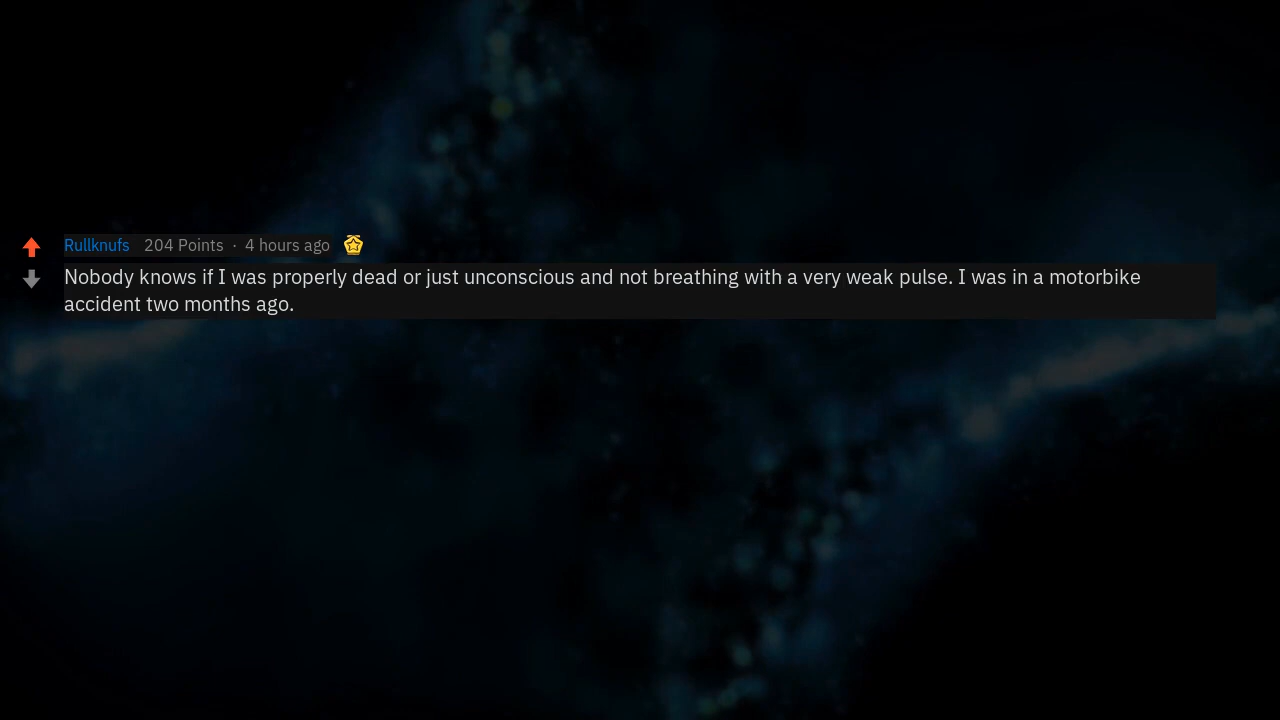 Rullknufs 204 Points · 4 hours ago
Nobody knows if I was properly dead or just unconscious and not breathing with a very weak pulse. I was in a motorbike
accident two months ago.